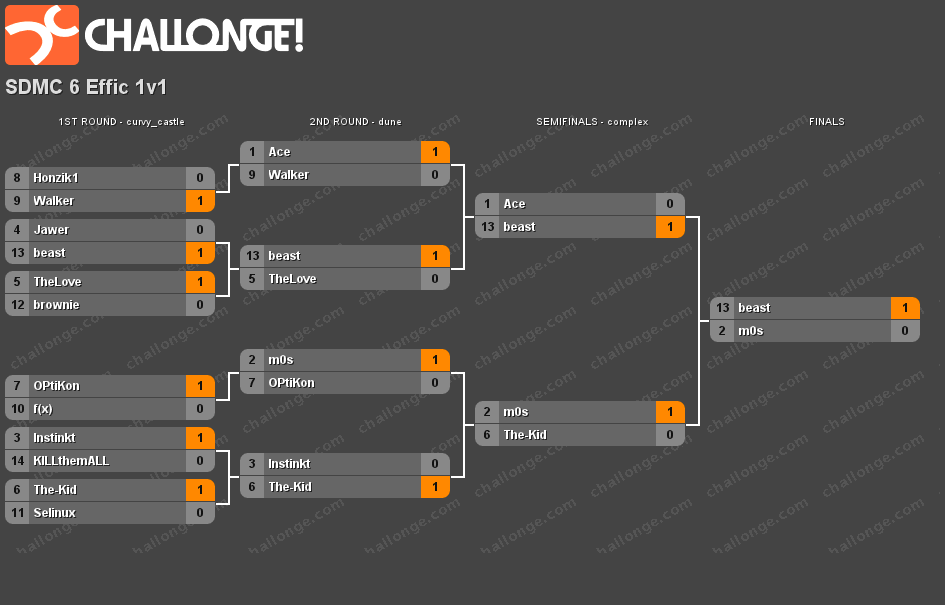 CHALLONGE!
SDMC 6 Effic 1v1
1ST ROUND - curvy_castle
8 Honzik1 0
9 Walker 1
4 Jawer 0
13 beast 1
5 TheLove 1
12 brownie 0
7 OPtiKon 1
10 f(x) 0
3 Instinkt 1
14 KILLthemALL 0
6 The-Kid 1
11 Selinux 0
2ND ROUND - dune
1 Ace 1
9 Walker 0
13 beast 1
5 TheLove 0
2 m0s 1
7 OPtiKon 0
3 Instinkt 0
6 The-Kid 1
SEMIFINALS - complex
1 Ace 0
13 beast 1
2 m0s 1
6 The-Kid 0
FINALS
13 beast 1
2 m0s 0
challonge.com